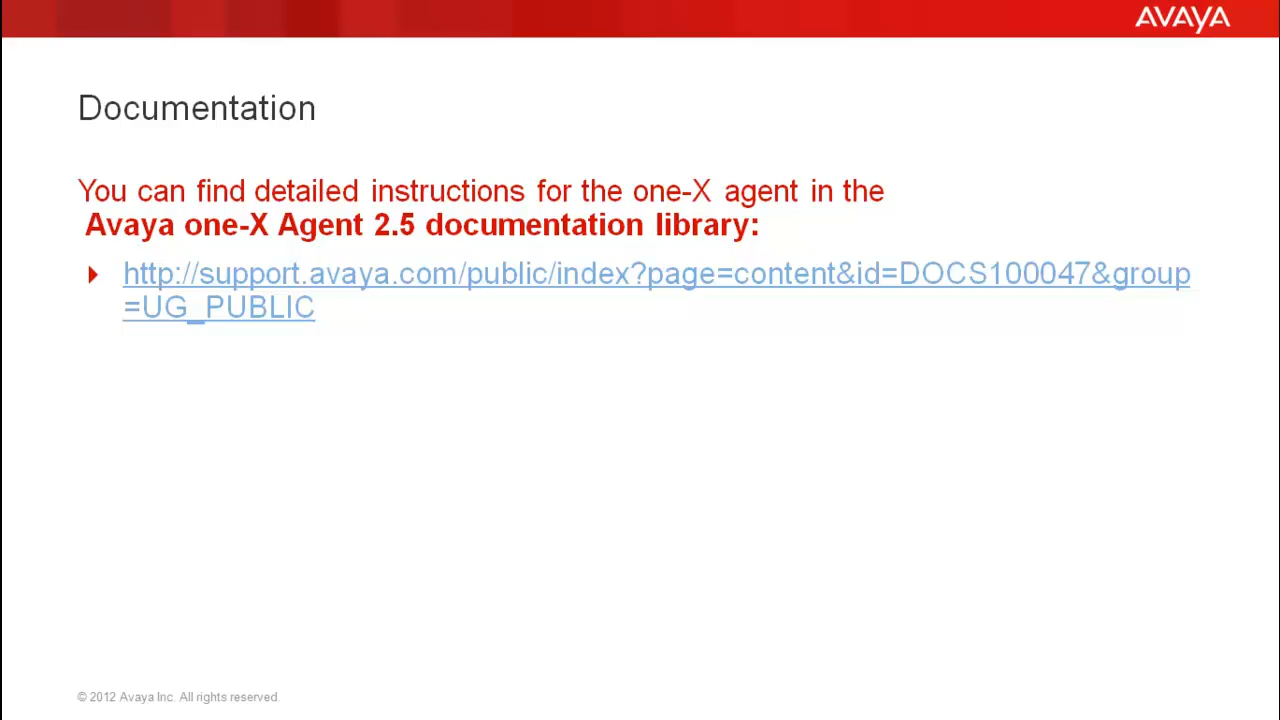 AVAYA
Documentation
You can find detailed instructions for the one-X agent in the
Avaya one-X Agent 2.5 documentation library:
http://support.avaya.com/public/index?page=content&id=DOCS100047&group
=UG_PUBLIC
© 2012 Avaya Inc. All rights reserved.